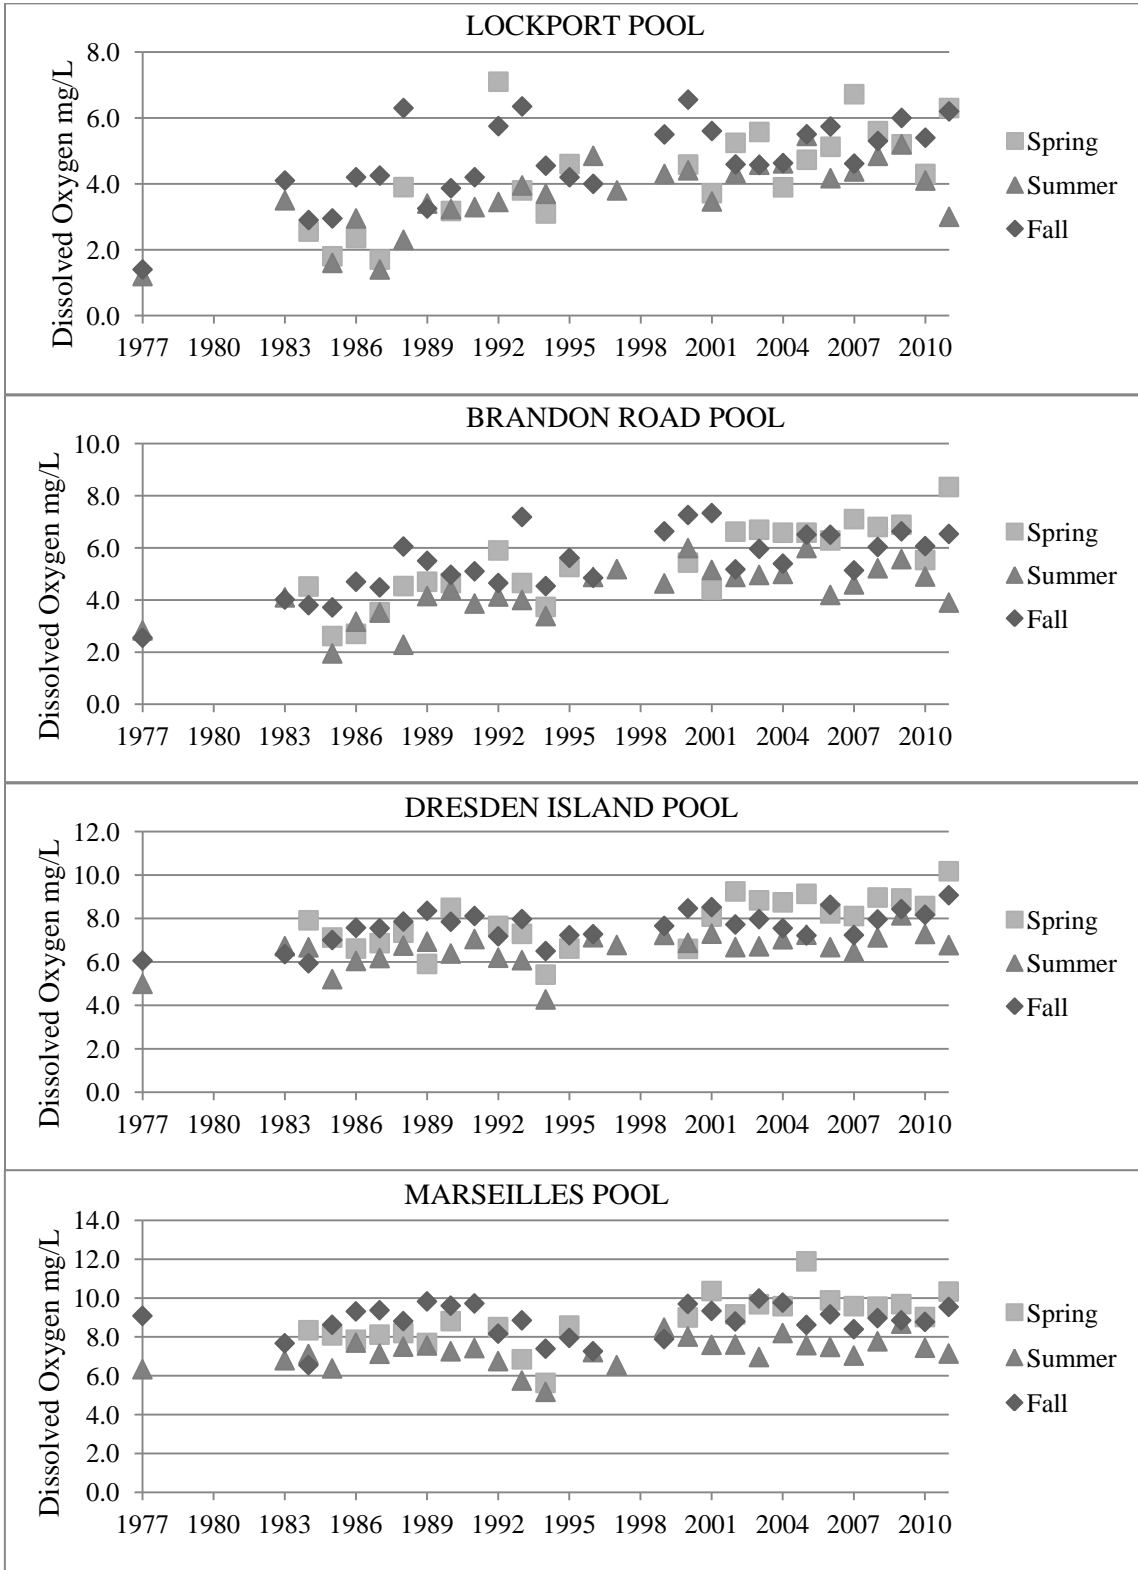 LOCKPORT POOL
Dissolved Oxygen mg/L
8.0
6.0
4.0
2.0
0.0
1977 1980 1983 1986 1989 1992 1995 1998 2001 2004 2007 2010
Spring
Summer
Fall
BRANDON ROAD POOL
Dissolved Oxygen mg/L
10.0
8.0
6.0
4.0
2.0
0.0
1977 1980 1983 1986 1989 1992 1995 1998 2001 2004 2007 2010
Spring
Summer
Fall
DRESDEN ISLAND POOL
Dissolved Oxygen mg/L
12.0
10.0
8.0
6.0
4.0
2.0
0.0
1977 1980 1983 1986 1989 1992 1995 1998 2001 2004 2007 2010
Spring
Summer
Fall
MARSEILLES POOL
Dissolved Oxygen mg/L
14.0
12.0
10.0
8.0
6.0
4.0
2.0
0.0
1977 1980 1983 1986 1989 1992 1995 1998 2001 2004 2007 2010
Spring
Summer
Fall